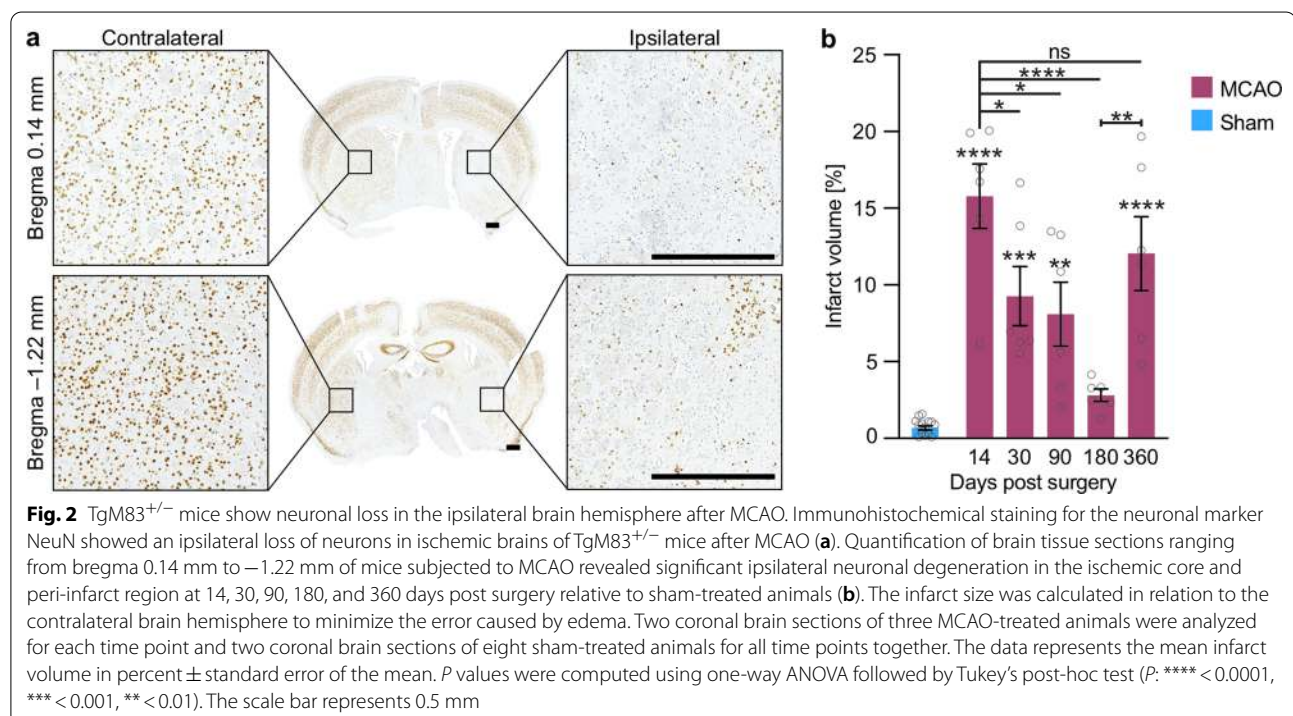 a
Contralateral
Ipsilateral
Bregma 0.14 mm
Bregma −1.22 mm
b
ns
****
*
*
**
****
***
**
****
25
20
15
10
5
0
Infarct volume [%]
14 30 90 180 360
Days post surgery
MCAO
Sham
Fig. 2 TgM83+/− mice show neuronal loss in the ipsilateral brain hemisphere after MCAO. Immunohistochemical staining for the neuronal marker
NeuN showed an ipsilateral loss of neurons in ischemic brains of TgM83+/− mice after MCAO (a). Quantification of brain tissue sections ranging
from bregma 0.14 mm to −1.22 mm of mice subjected to MCAO revealed significant ipsilateral neuronal degeneration in the ischemic core and
peri-infarct region at 14, 30, 90, 180, and 360 days post surgery relative to sham-treated animals (b). The infarct size was calculated in relation to the
contralateral brain hemisphere to minimize the error caused by edema. Two coronal brain sections of three MCAO-treated animals were analyzed
for each time point and two coronal brain sections of eight sham-treated animals for all time points together. The data represents the mean infarct
volume in percent ± standard error of the mean. P values were computed using one-way ANOVA followed by Tukey's post-hoc test (P: **** < 0.0001,
*** < 0.001, ** < 0.01). The scale bar represents 0.5 mm